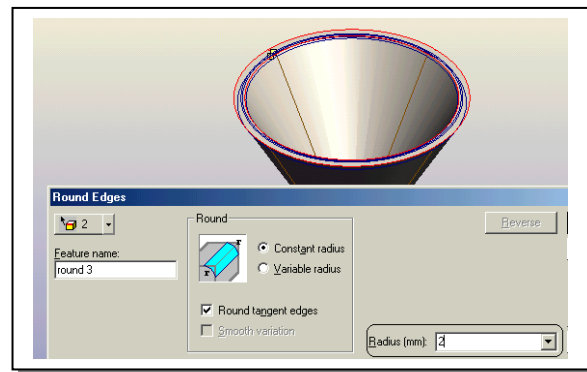 Round Edges
2
Round
Reverse
r
Constant radius
Feature name:
round 3
r
Variable radius
Round tangent edges
Smooth variation
Radius (mm): 2